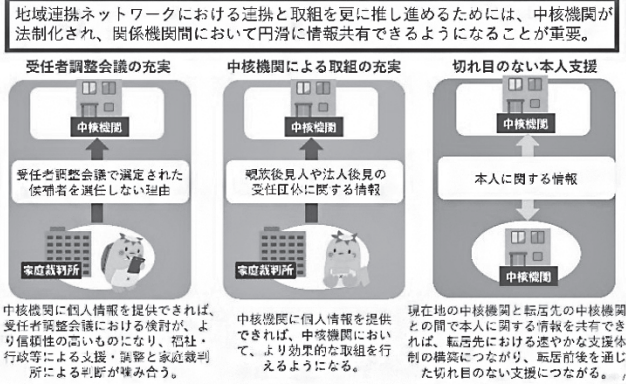 地域連携ネットワークにおける連携と取組を更に推し進めるためには、中核機関が
法制化され、関係機関間において円滑に情報共有できるようになることが重要。
受任者調整会議の充実
中核機関
受任者調整会議で選定された
候補者を選任しない理由
家庭裁判所
中核機関に個人情報を提供できれば、
受任者調整会議における検討が、よ
り信頼性の高いものになり、福祉・
行政等による支援・調整と家庭裁判
所による判断が噛み合う。
中核機関による取組の充実
中核機関
親族後見人や法人後見の
受任団体に関する情報
家庭裁判所
中核機関に個人情報を提供
できれば、中核機関におい
て、より効果的な取組を行
えるようになる。
切れ目のない本人支援
中核機関
本人に関する情報
中核機関
現在地の中核機関と転居先の中核機関
との間で本人に関する情報を共有でき
れば、転居先における速やかな支援体
制の構築につながり、転居前後を通じ
た切れ目のない支援につながる。